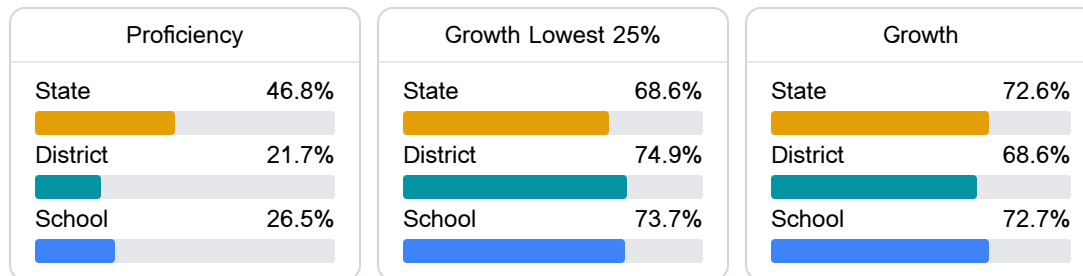 Proficiency
State 46.8%
District 21.7%
School 26.5%
Growth Lowest 25%
State 68.6%
District 74.9%
School 73.7%
Growth
State 72.6%
District 68.6%
School 72.7%